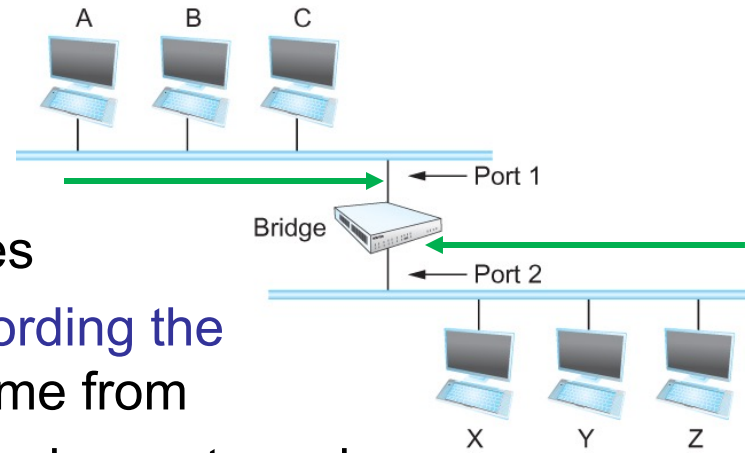 A B C
Port 1
Bridge
es
Port 2
ording the
me from
X Y Z